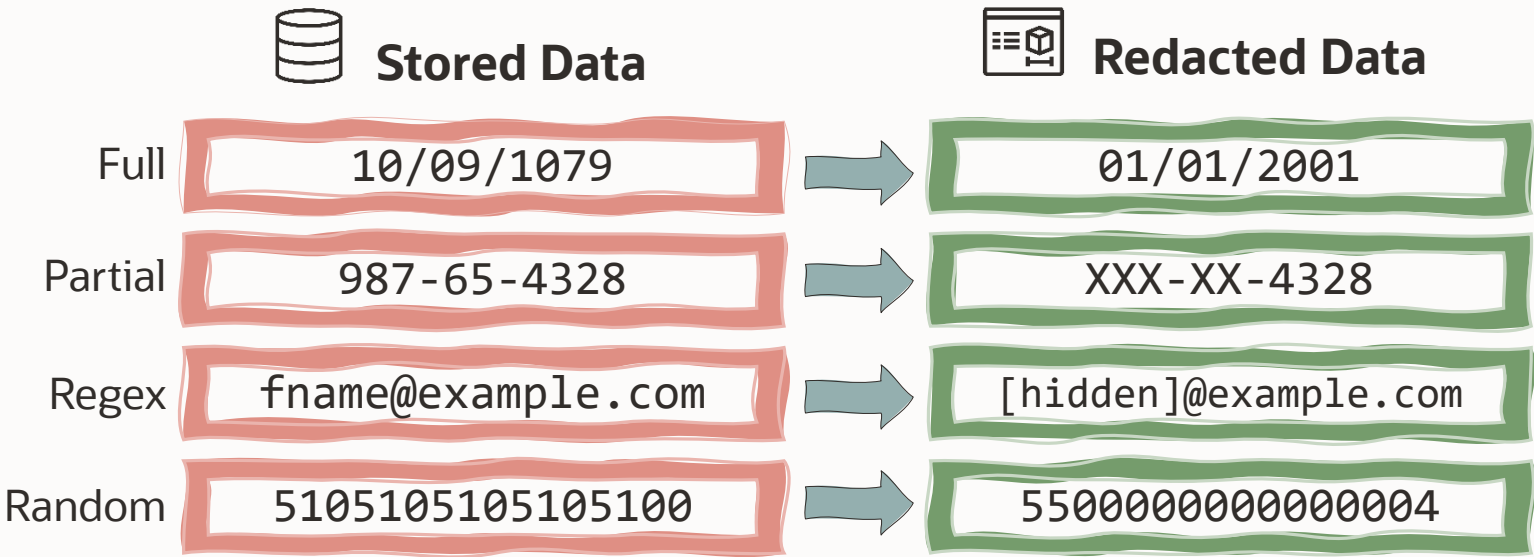 Stored Data Redacted Data
Full 10/09/1079 01/01/2001
Partial 987-65-4328 XXX-XX-4328
Regex fname@example.com [hidden]@example.com
Random 5105105105105100 5500000000000004